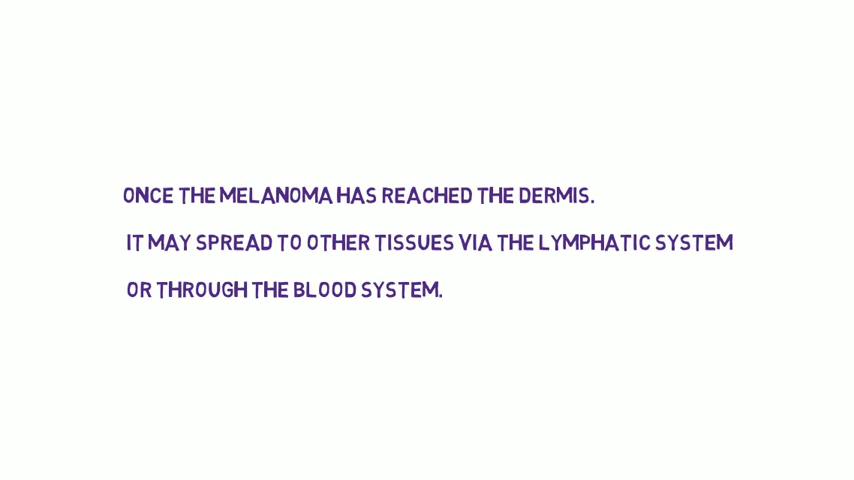 ONCE THE MELANOMA HAS REACHED THE DERMIS.
IT MAY SPREAD TO OTHER TISSUES VIA THE LYMPHATIC SYSTEM
OR THROUGH THE BLOOD SYSTEM.